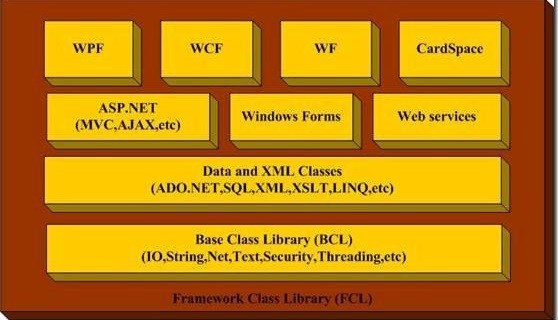 WPF
WCF
WF
CardSpace
ASP.NET
(MVC,AJAX,etc)
Windows Forms
Web services
Data and XML Classes
(ADO.NET,SQL,XML,XSLT,LINQ,etc)
Base Class Library (BCL)
(IO,String,Net,Text,Security,Threading,etc)
Framework Class Library (FCL)